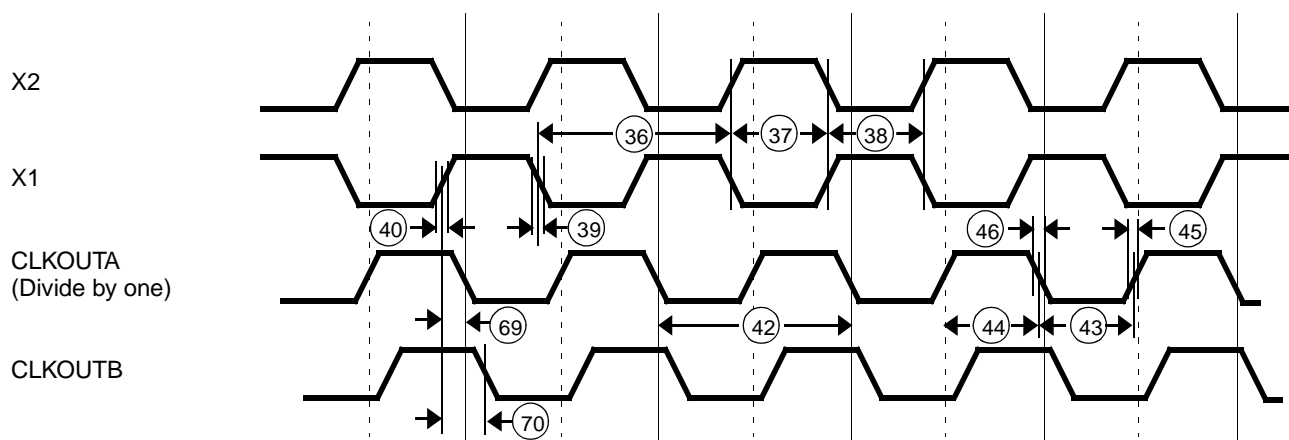 X2
36
37
38
X1
40
39
46
45
CLKOUTA
(Divide by one)
69
42
44
43
CLKOUTB
70